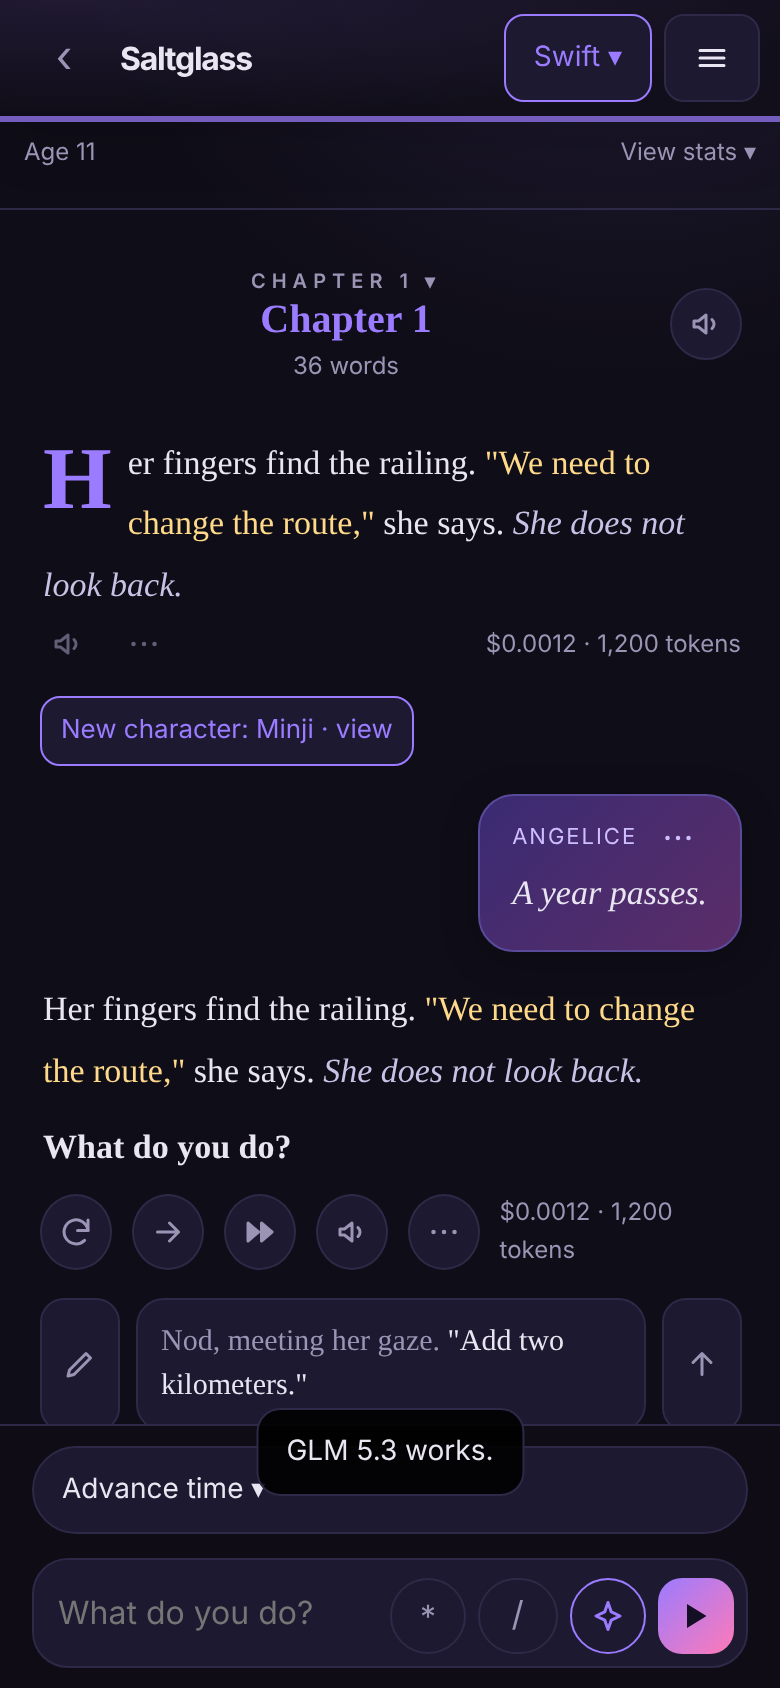 Saltglass
Swift ▾
Age 11
View stats ▾
CHAPTER 1 ▾
Chapter 1
36 words
Her fingers find the railing. "We need to
change the route," she says. She does not
look back.
$0.0012 · 1,200 tokens
New character: Minji · view
ANGELICE ···
A year passes.
Her fingers find the railing. "We need to change
the route," she says. She does not look back.
What do you do?
$0.0012 · 1,200
tokens
Nod, meeting her gaze. "Add two
kilometers."
GLM 5.3 works.
Advance time ▾
What do you do?
*
/